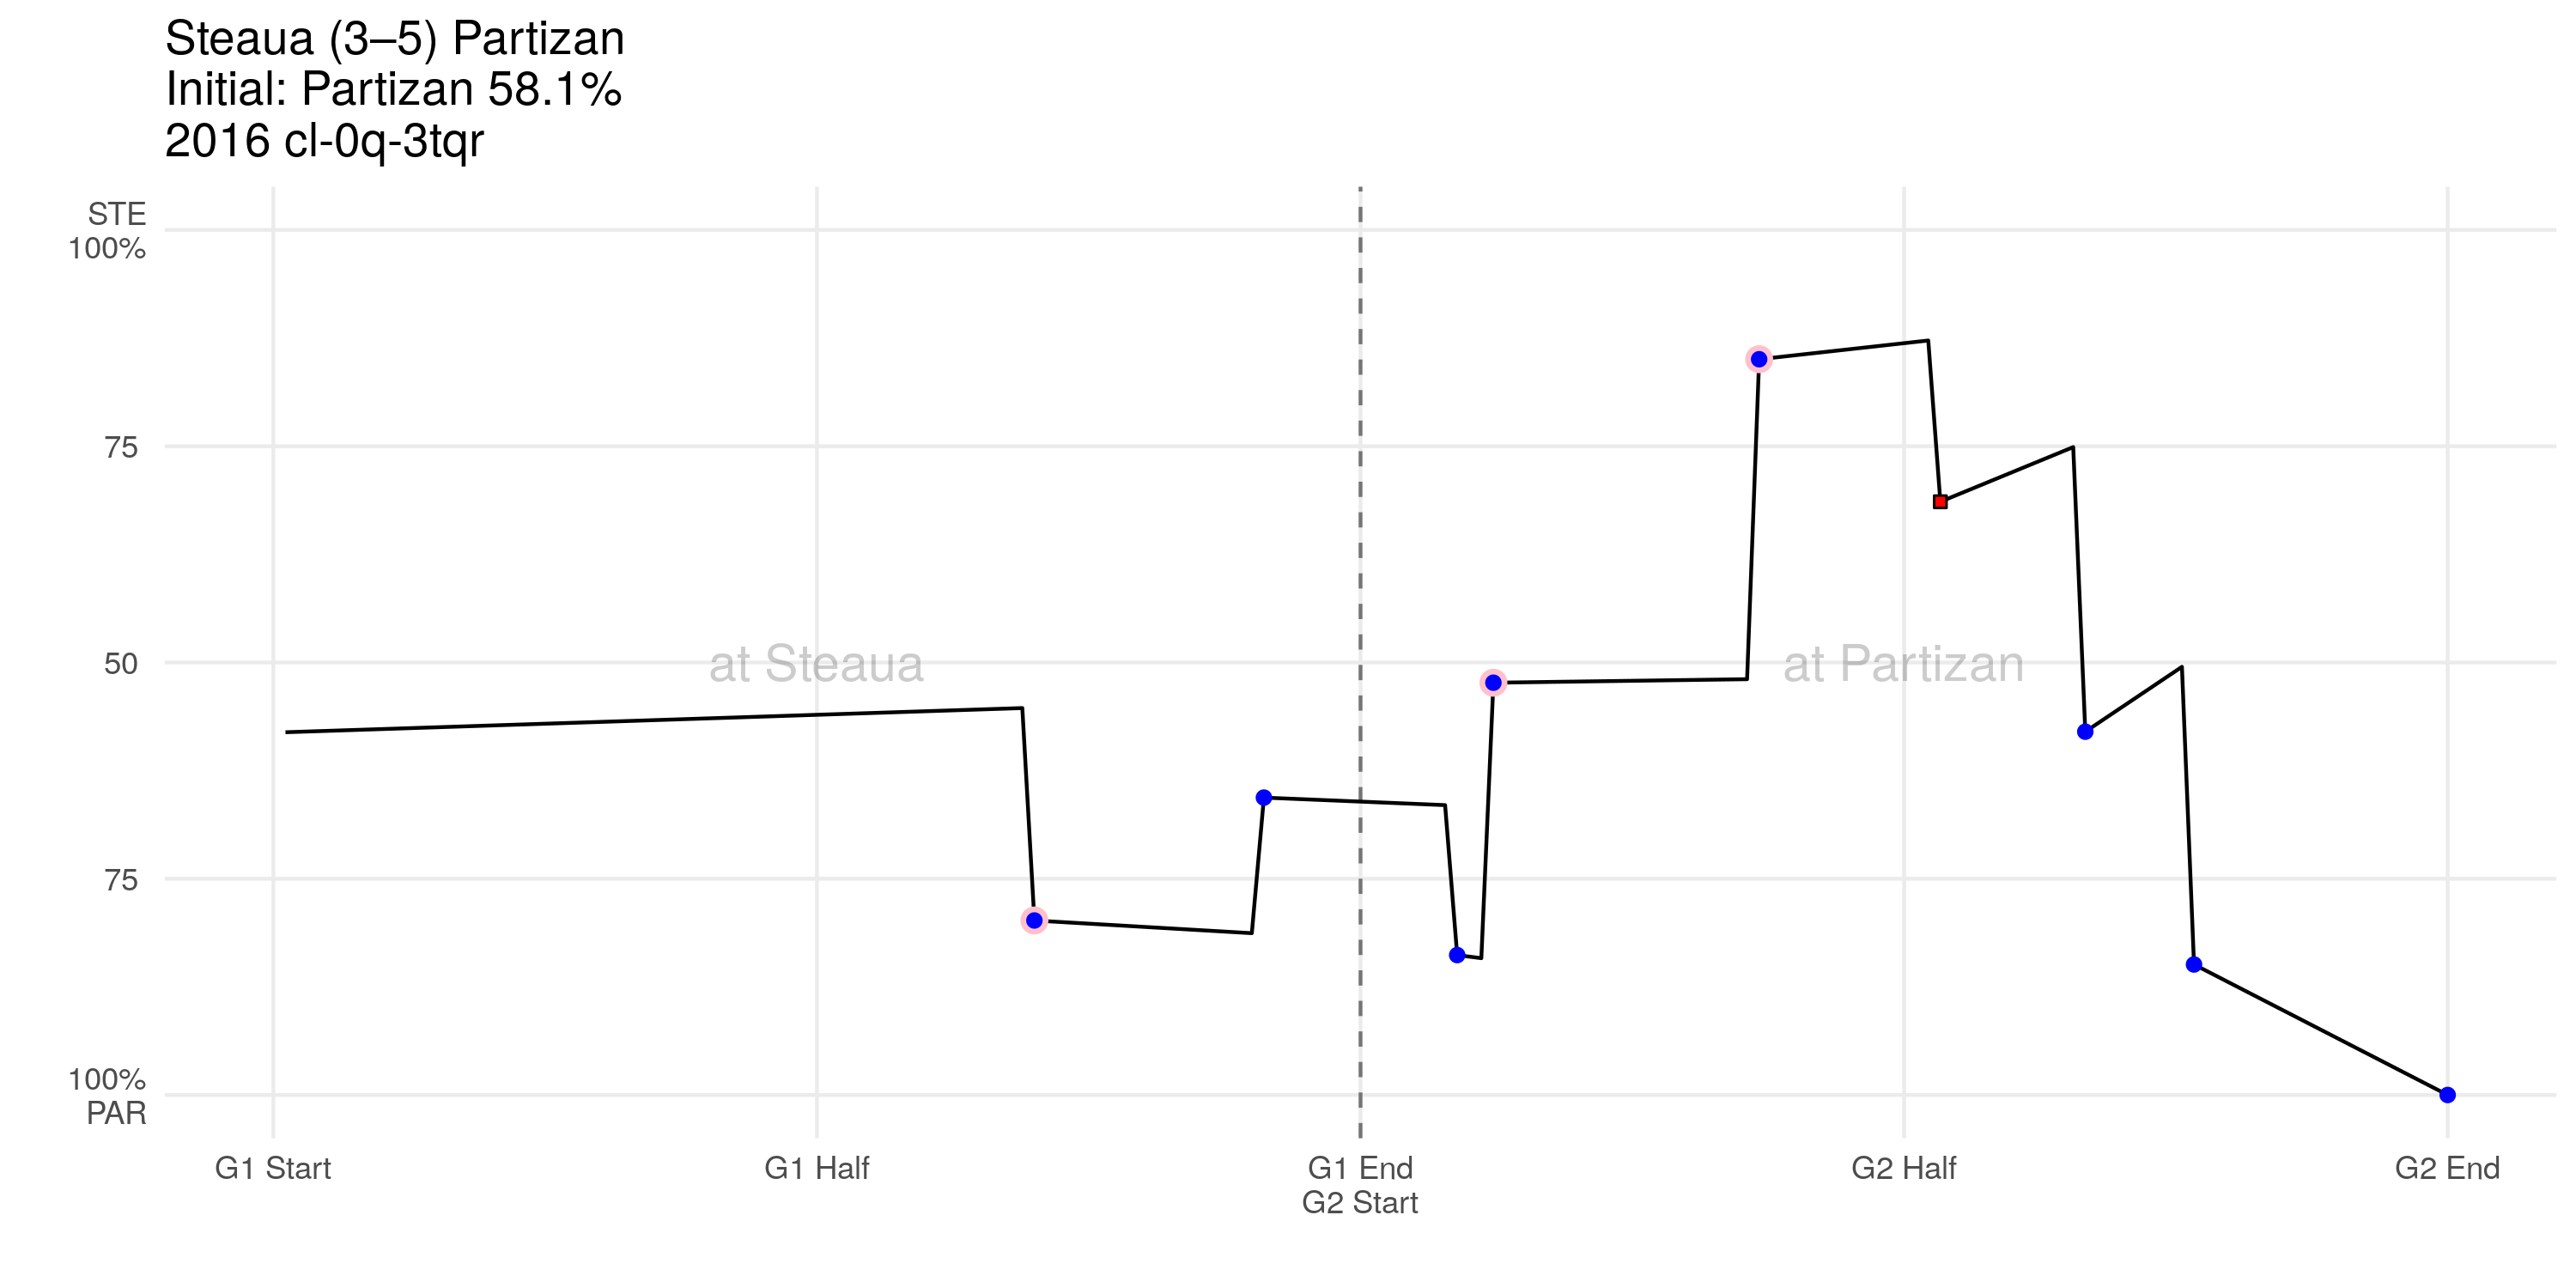 Steaua (3–5) Partizan
Initial: Partizan 58.1%
2016 cl-0q-3tqr
STE
100%
75
50
75
100%
PAR
at Steaua
at Partizan
G1 Start
G1 Half
G1 End
G2 Start
G2 Half
G2 End